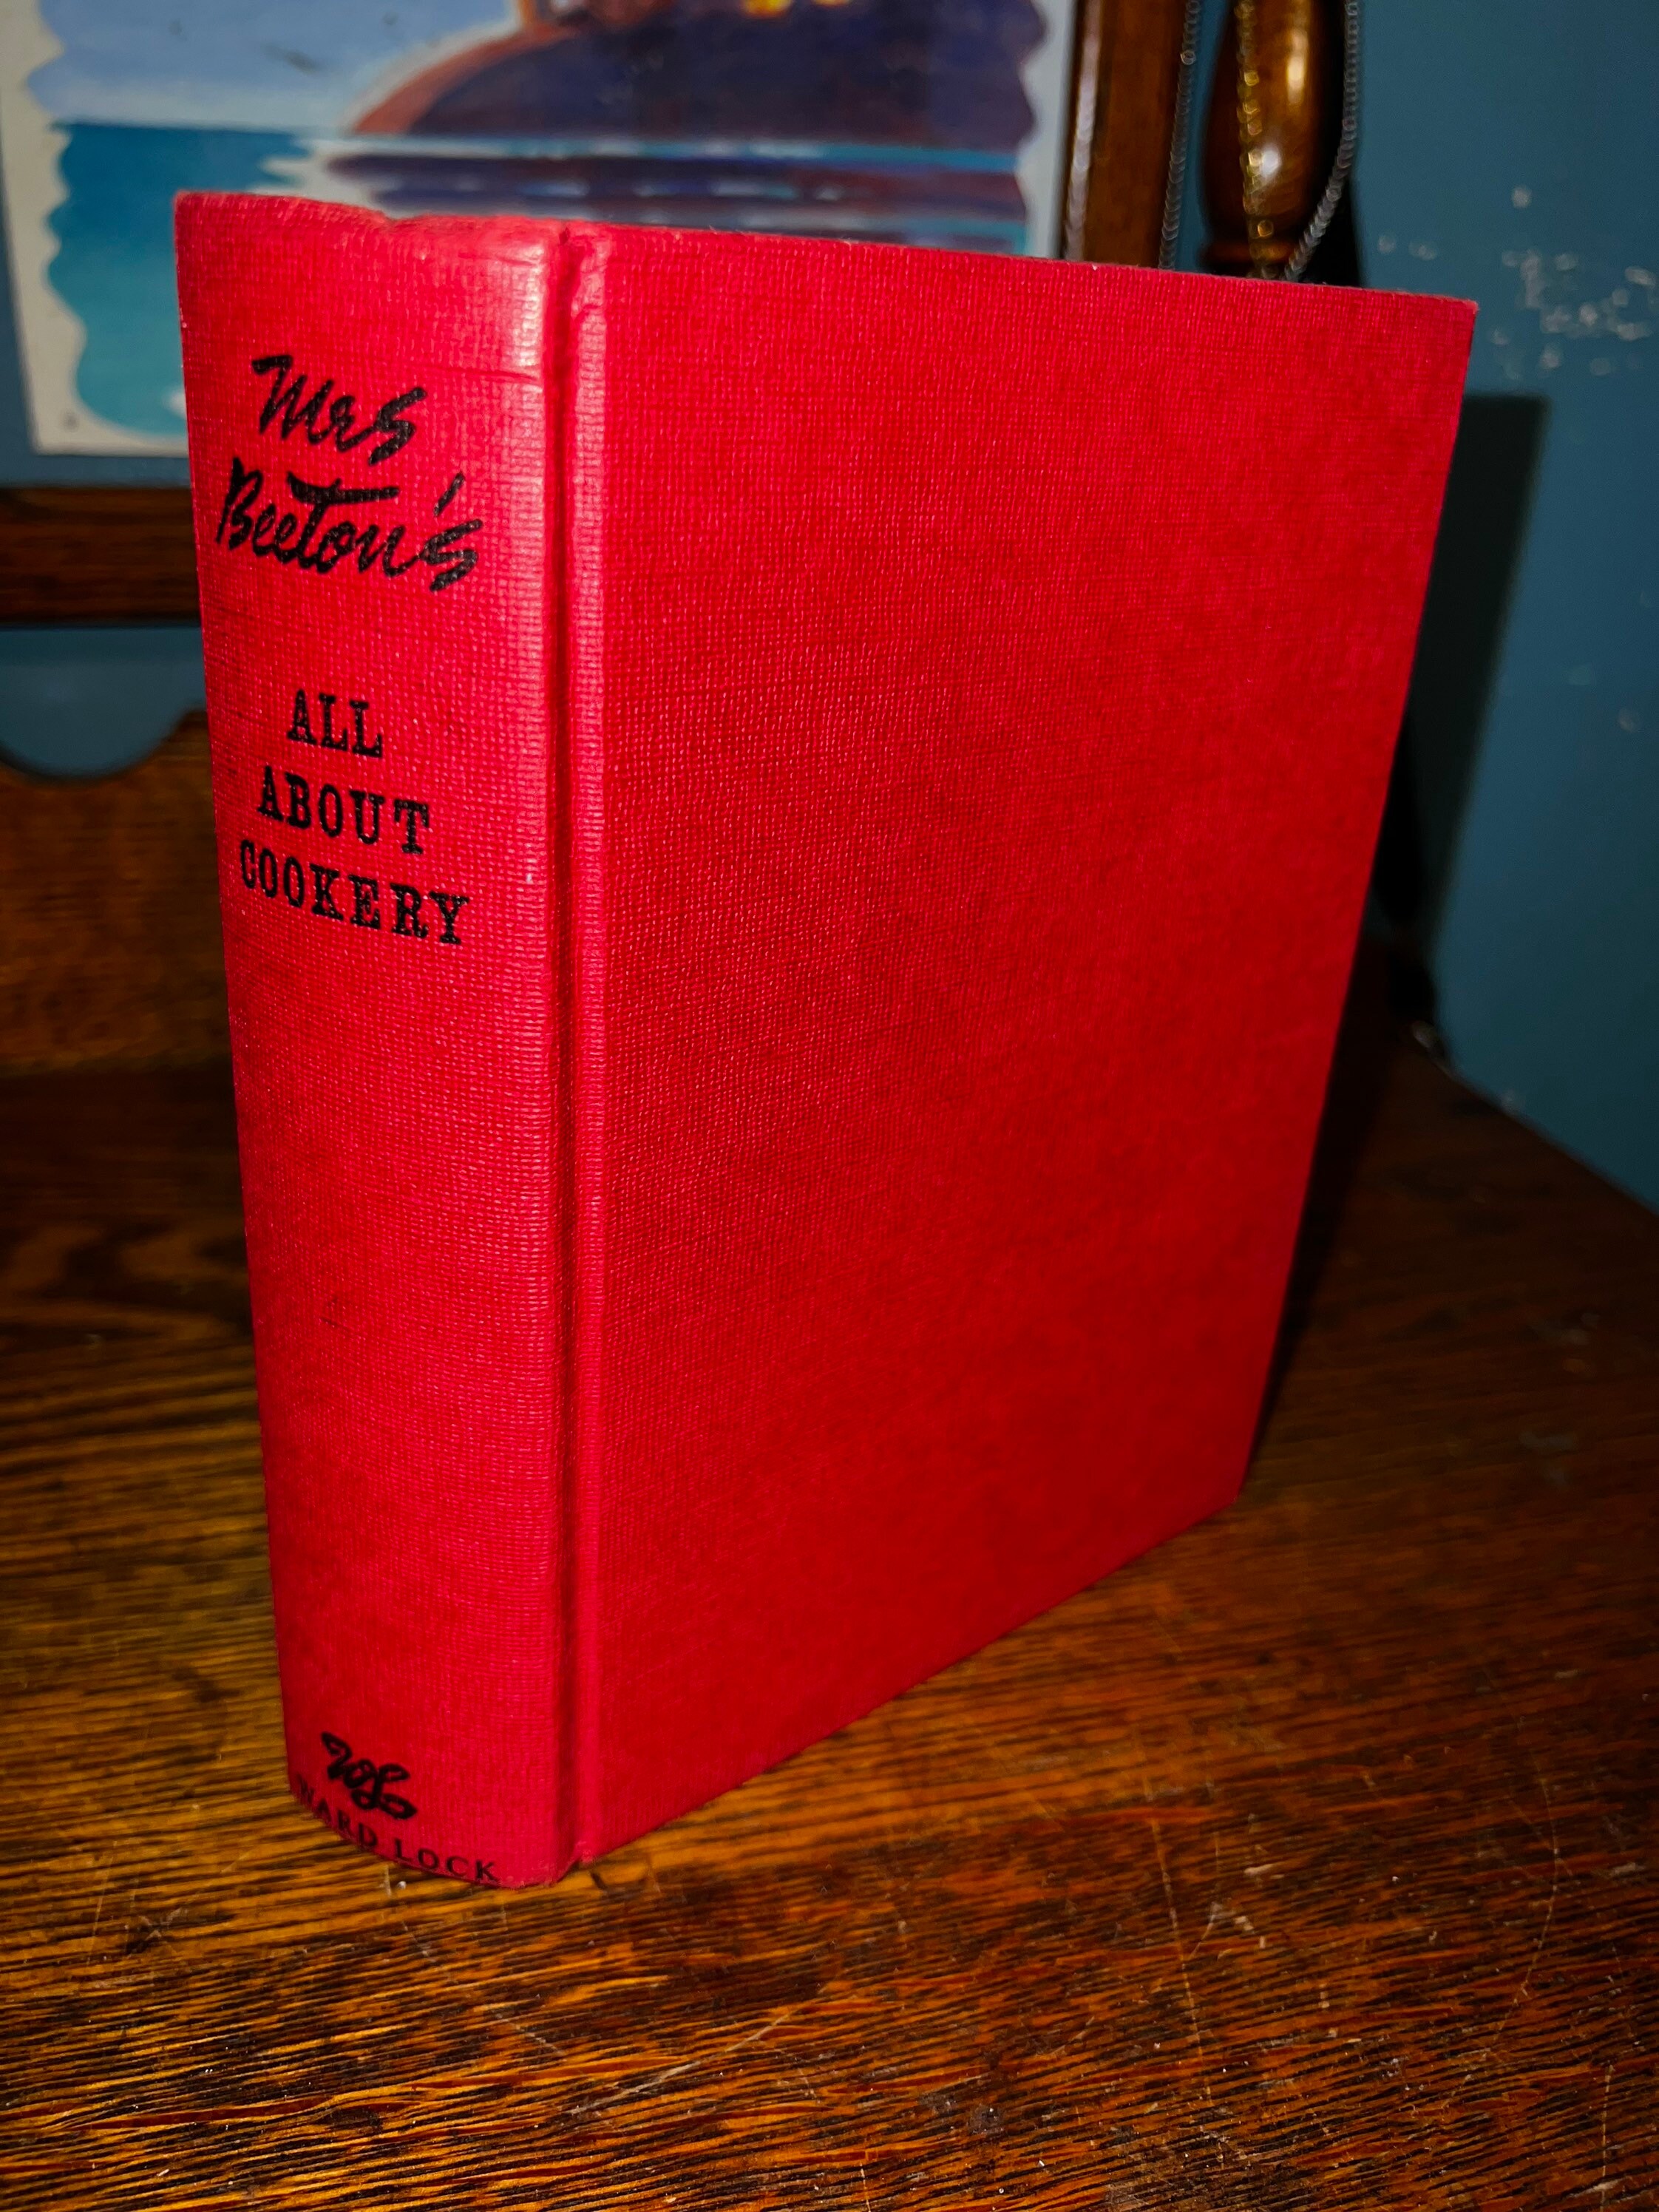 Mrs
Beeton's
ALL
ABOUT
COOKERY
WL
WARD LOCK